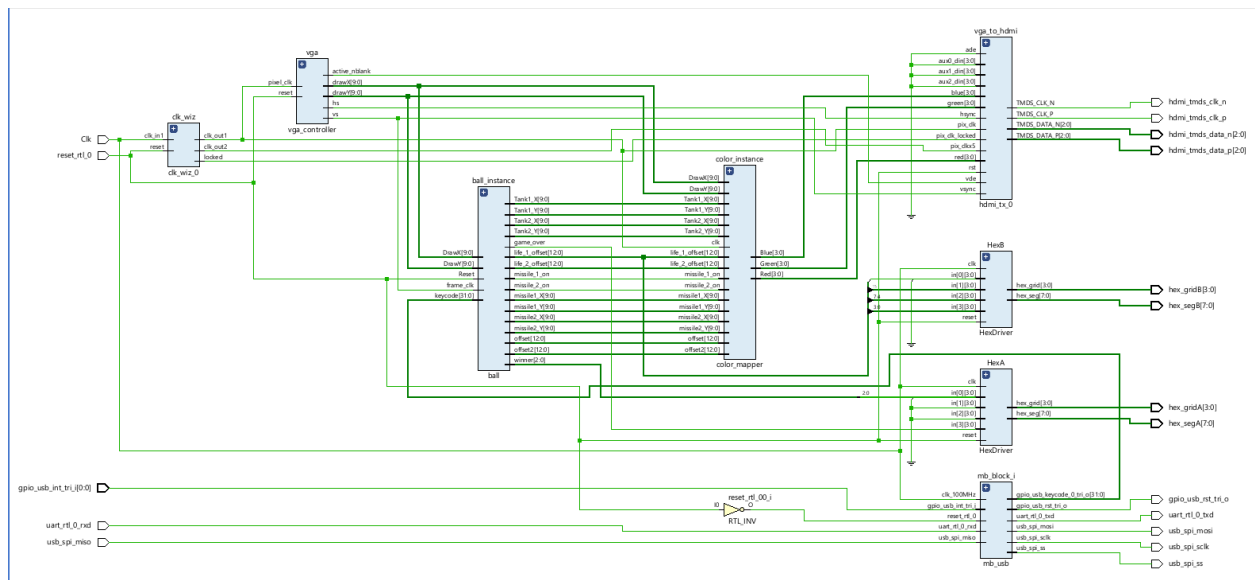 vga
pixel_clk
reset
active_nblank
drawX[9:0]
drawY[9:0]
hs
vs
vga_controller
Clk
reset_rtl_0
clk_wiz
clk_in1
reset
clk_out1
clk_out2
locked
clk_wiz_0
ball_instance
DrawX[9:0]
DrawY[9:0]
Reset
frame_clk
keycode[31:0]
Tank1_X[9:0]
Tank1_Y[9:0]
Tank2_X[9:0]
Tank2_Y[9:0]
game_over
life_1_offset[12:0]
life_2_offset[12:0]
missile_1_on
missile_2_on
missile1_X[9:0]
missile1_Y[9:0]
missile2_X[9:0]
missile2_Y[9:0]
offset[12:0]
offset2[12:0]
winner[2:0]
ball
color_instance
DrawX[9:0]
DrawY[9:0]
Tank1_X[9:0]
Tank1_Y[9:0]
Tank2_X[9:0]
Tank2_Y[9:0]
clk
life_1_offset[12:0]
life_2_offset[12:0]
missile_1_on
missile_2_on
missile1_X[9:0]
missile1_Y[9:0]
missile2_X[9:0]
missile2_Y[9:0]
offset[12:0]
offset2[12:0]
Blue[3:0]
Green[3:0]
Red[3:0]
color_mapper
vga_to_hdmi
ade
aux0_din[3:0]
aux1_din[3:0]
aux2_din[3:0]
blue[3:0]
green[3:0]
hsync
pix_clk
pix_clk_locked
pix_clkx5
red[3:0]
rst
vde
vsync
TMDS_CLK_N
TMDS_CLK_P
TMDS_DATA_N[2:0]
TMDS_DATA_P[2:0]
hdmi_tx_0
hdmi_tmds_clk_n
hdmi_tmds_clk_p
hdmi_tmds_data_n[2:0]
hdmi_tmds_data_p[2:0]
HexB
clk
in[0][3:0]
in[1][3:0]
in[2][3:0]
in[3][3:0]
reset
hex_grid[3:0]
hex_seg[7:0]
HexDriver
hex_gridB[3:0]
hex_segB[7:0]
HexA
clk
2:0
in[0][3:0]
in[1][3:0]
in[2][3:0]
in[3][3:0]
reset
hex_grid[3:0]
hex_seg[7:0]
HexDriver
hex_gridA[3:0]
hex_segA[7:0]
gpio_usb_int_tri_i[0:0]
uart_rtl_0_rxd
usb_spi_miso
reset_rtl_00_i
I0
O
RTL_INV
mb_block_i
clk_100MHz
gpio_usb_int_tri_i
reset_rtl_0
uart_rtl_0_rxd
usb_spi_miso
gpio_usb_keycode_0_tri_o[31:0]
gpio_usb_rst_tri_o
uart_rtl_0_txd
usb_spi_mosi
usb_spi_sclk
usb_spi_ss
mb_usb
gpio_usb_rst_tri_o
uart_rtl_0_txd
usb_spi_mosi
usb_spi_sclk
usb_spi_ss